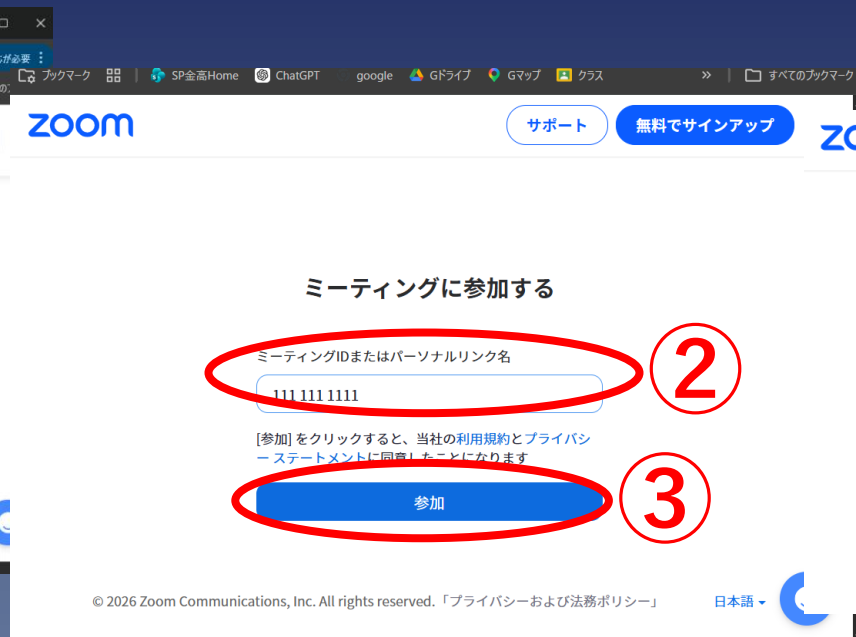 が必要
ブックマーク SP金高Home ChatGPT google Gドライブ Gマップ クラス » すべてのブックマーク
zoom サポート 無料でサインアップ
ミーティングに参加する
ミーティングIDまたはパーソナルリンク名
②
111 111 1111
[参加] をクリックすると、当社の利用規約とプライバシ
ー ステートメントに同意したことになります
参加
③
© 2026 Zoom Communications, Inc. All rights reserved.「プライバシーおよび法務ポリシー」 日本語